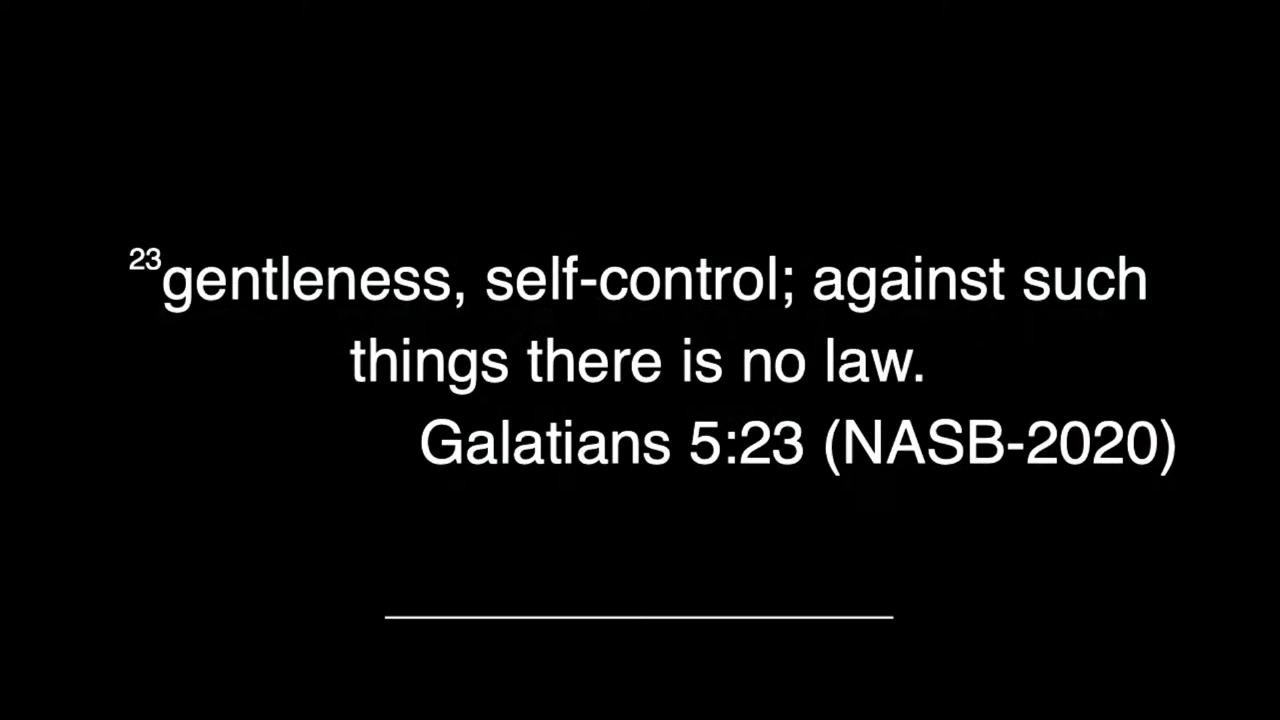 23gentleness, self-control; against such
things there is no law.
Galatians 5:23 (NASB-2020)